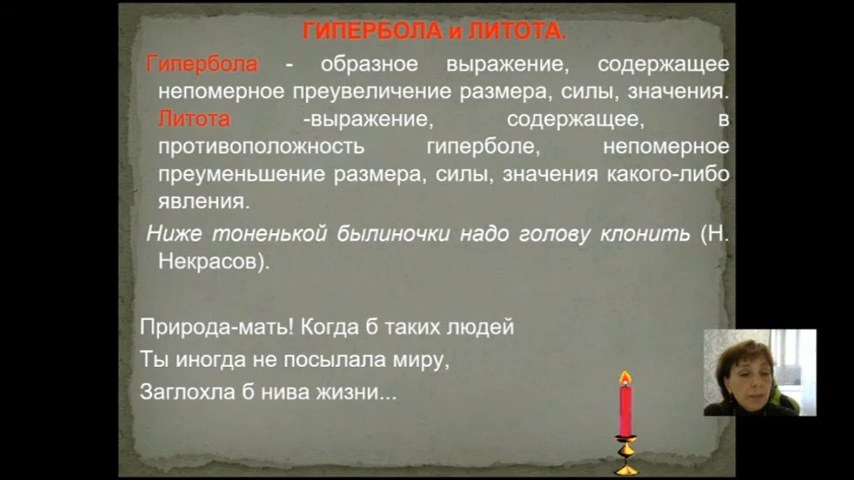 ГИПЕРБОЛА и ЛИТОТА.
Гипербола - образное выражение, содержащее
непомерное преувеличение размера, силы, значения.
Литота -выражение, содержащее, в
противоположность гиперболе, непомерное
преуменьшение размера, силы, значения какого-либо
явления.
Ниже тоненькой былиночки надо голову клонить (Н.
Некрасов).
Природа-мать! Когда б таких людей
Ты иногда не посылала миру,
Заглохла б нива жизни...